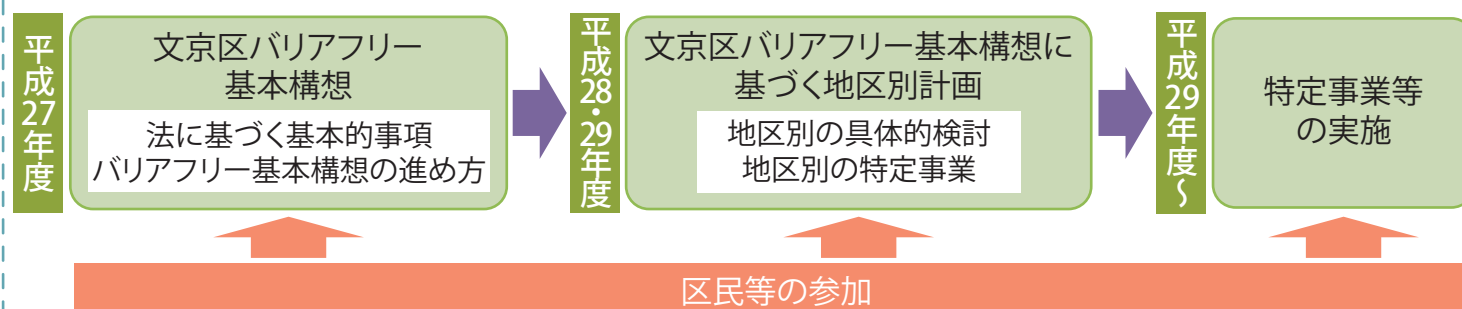 平成27年度
文京区バリアフリー
基本構想
法に基づく基本的事項
バリアフリー基本構想の進め方
平成28・29年度
文京区バリアフリー基本構想に
基づく地区別計画
地区別の具体的検討
地区別の特定事業
平成29年度～
特定事業等
の実施
区民等の参加